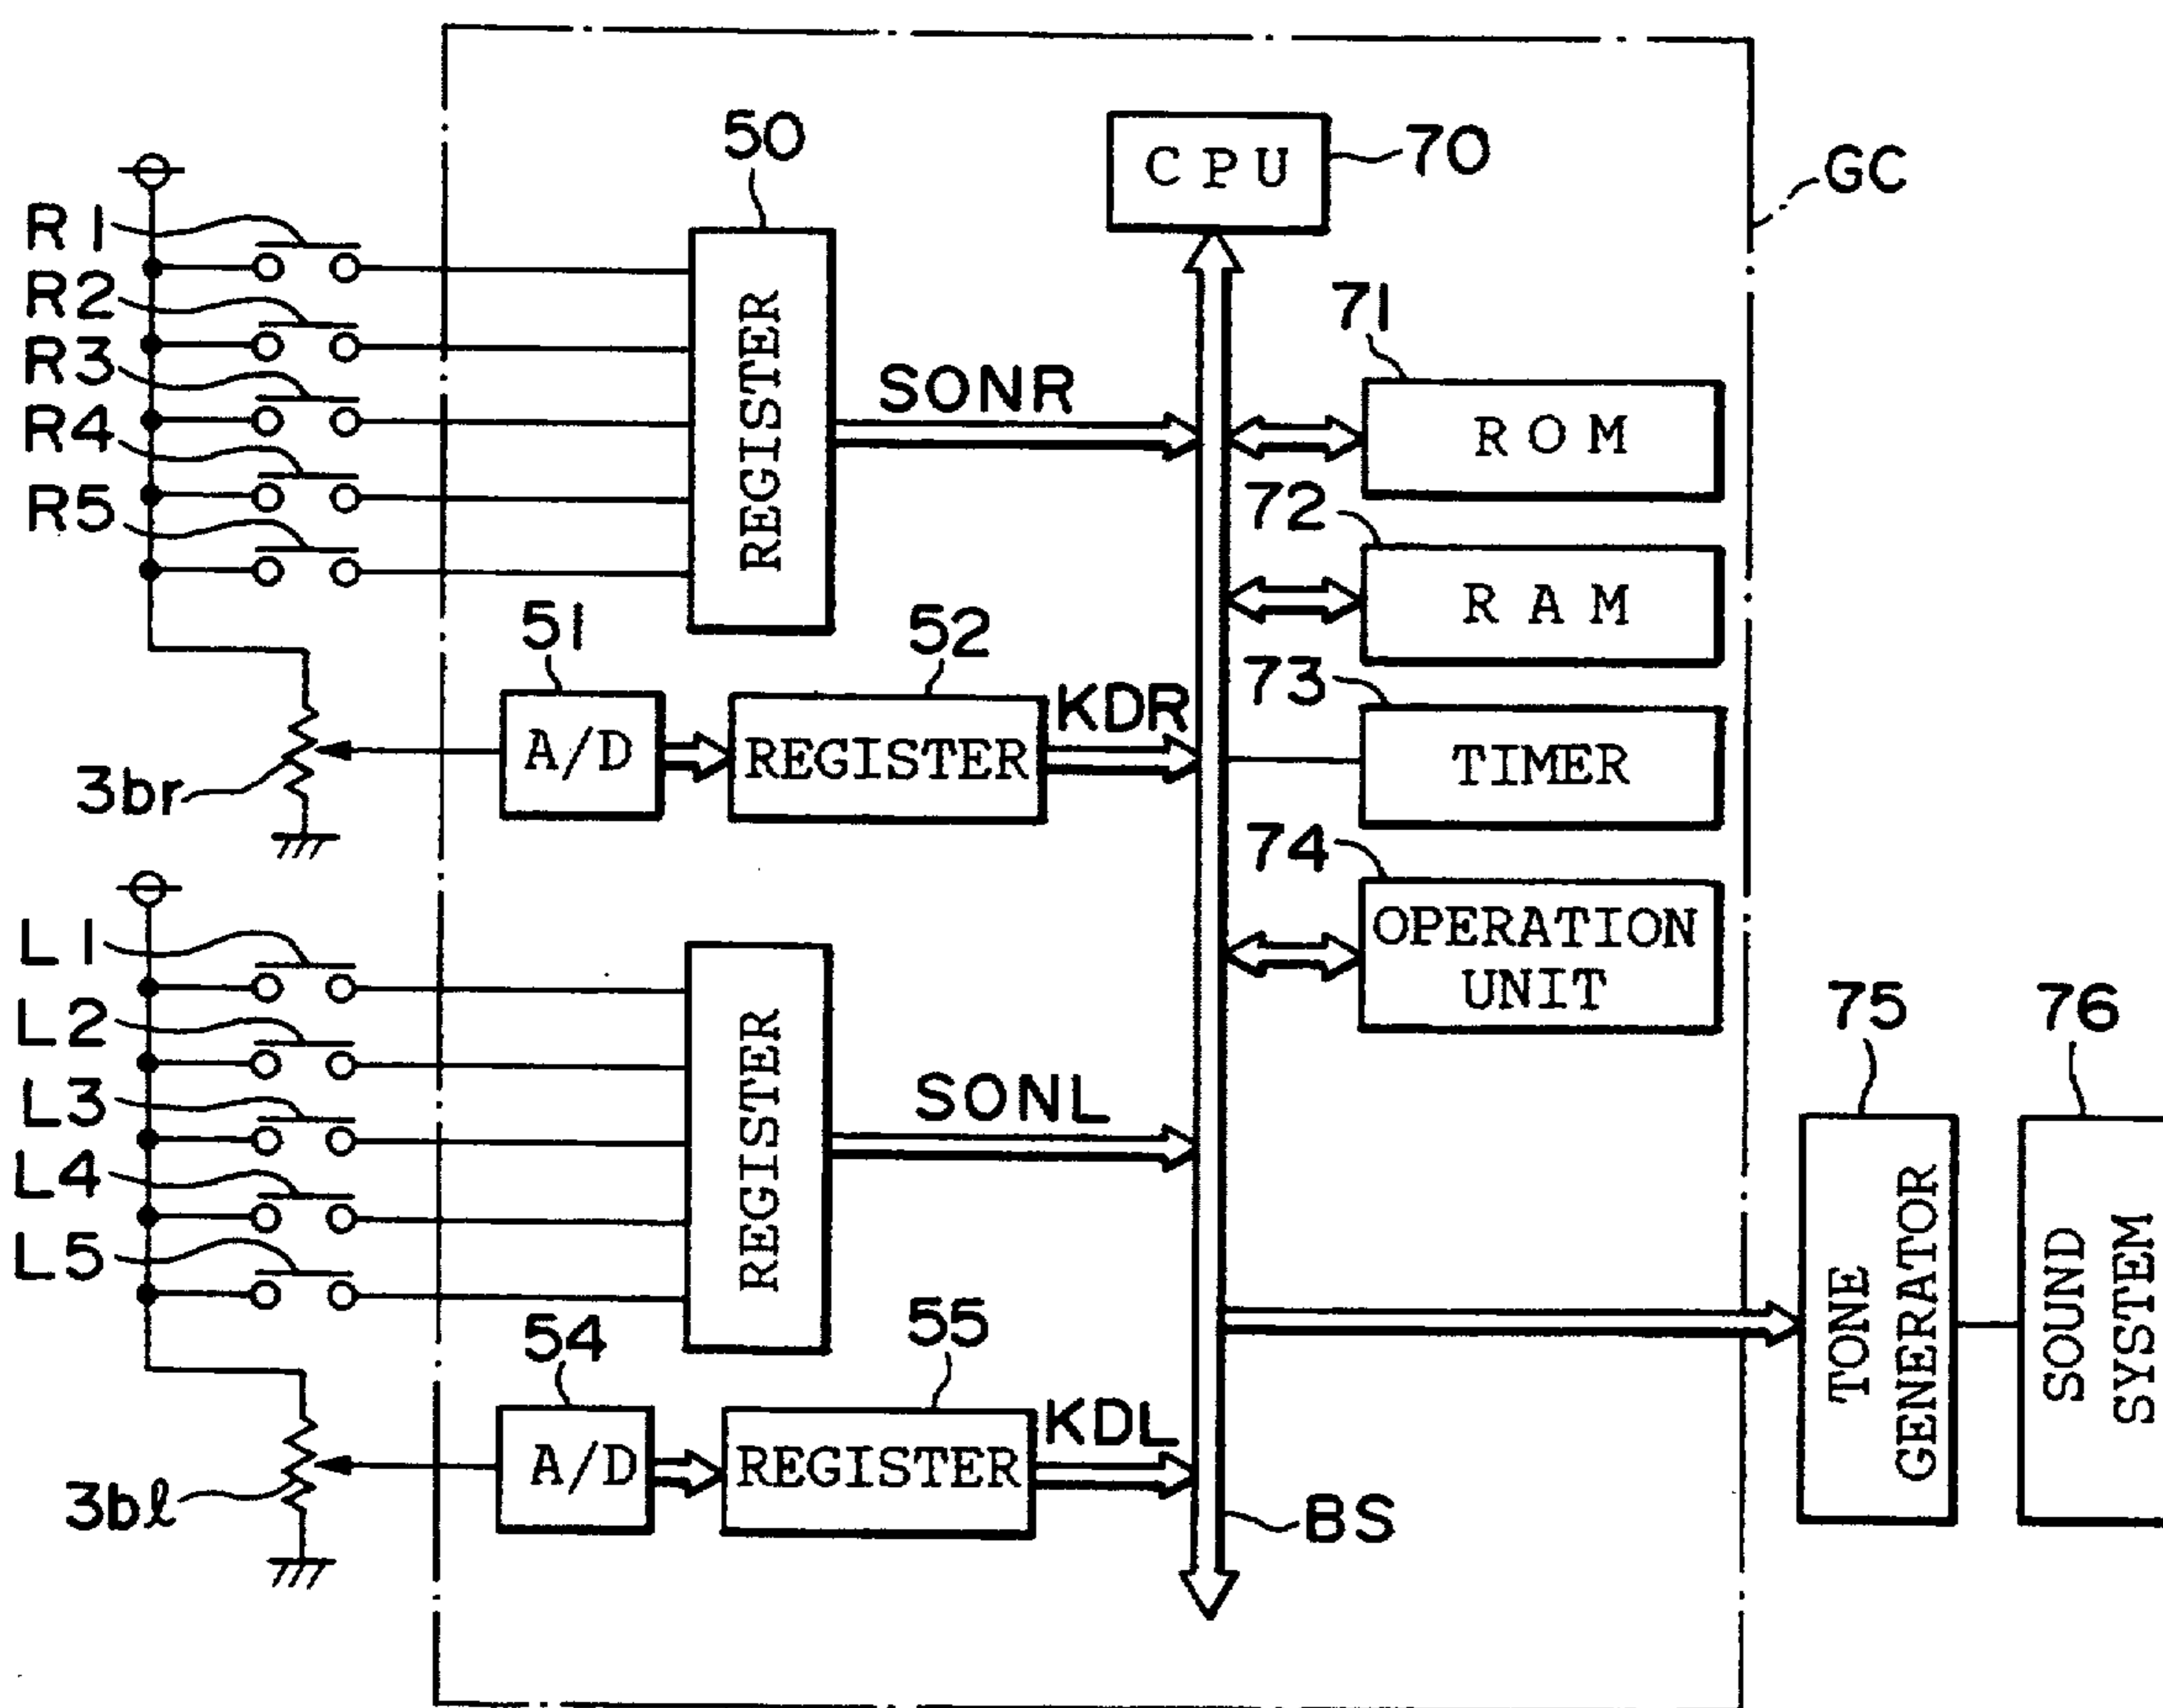 50
CPU
70
GC
R1
R2
R3
R4
R5
REGISTER
SONR
71
ROM
72
RAM
51
52
A/D
REGISTER
KDR
73
TIMER
3br
74
OPERATION
UNIT
L1
L2
L3
L4
L5
REGISTER
SONL
75
76
TONE
GENERATOR
SOUND
SYSTEM
54
55
A/D
REGISTER
KDL
3bℓ
BS